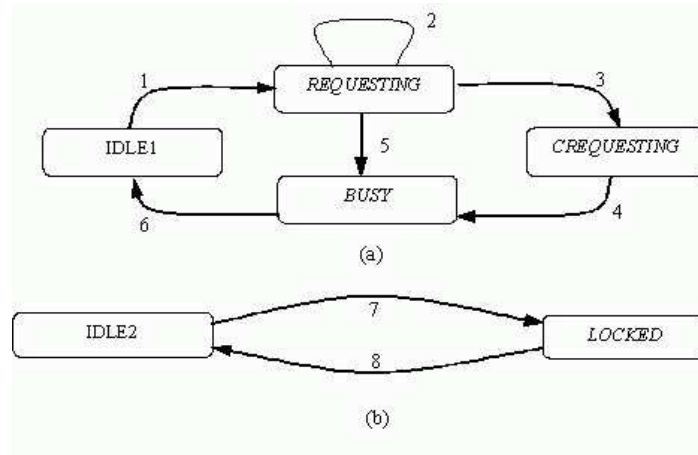 2
1
REQUESTING
3
IDLE1
5
CREQUESTING
BUSY
6
4
(a)
7
IDLE2
LOCKED
8
(b)